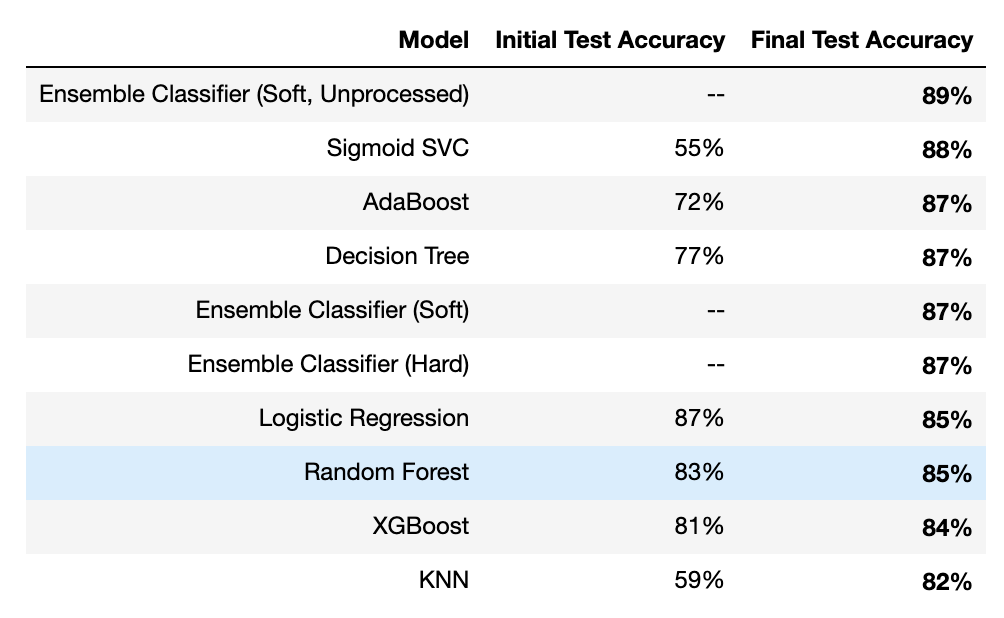 Model Initial Test Accuracy Final Test Accuracy
Ensemble Classifier (Soft, Unprocessed) -- 89%
Sigmoid SVC 55% 88%
AdaBoost 72% 87%
Decision Tree 77% 87%
Ensemble Classifier (Soft) -- 87%
Ensemble Classifier (Hard) -- 87%
Logistic Regression 87% 85%
Random Forest 83% 85%
XGBoost 81% 84%
KNN 59% 82%